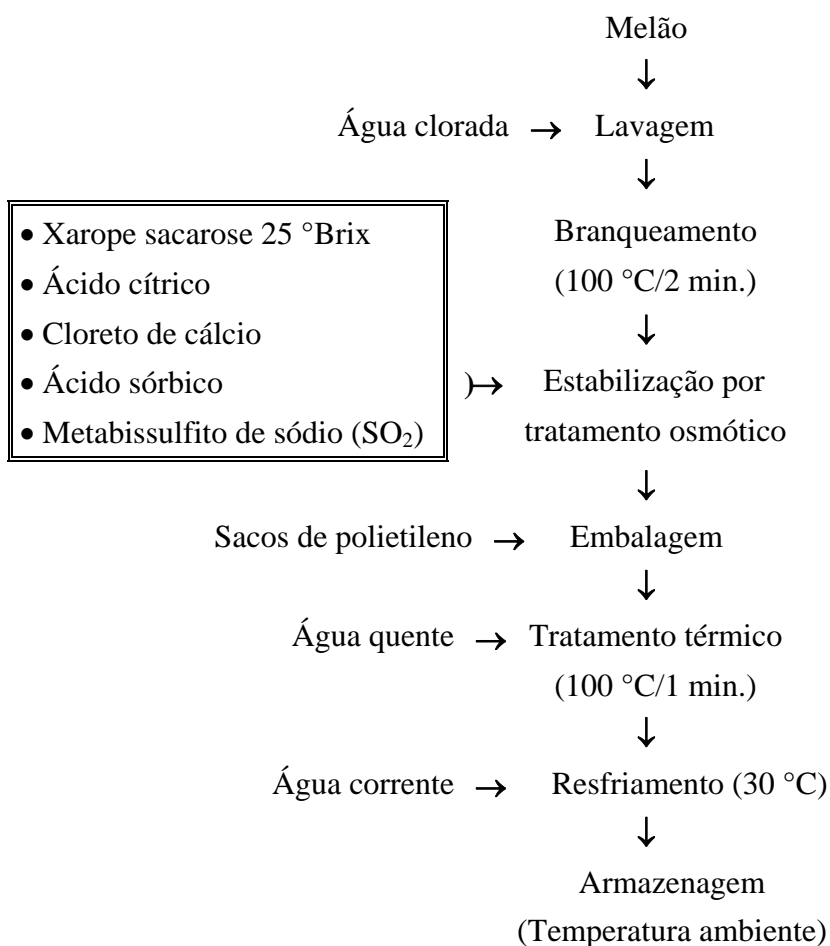 Melão
↓
Água clorada → Lavagem
↓
• Xarope sacarose 25 °Brix
• Ácido cítrico
• Cloreto de cálcio
• Ácido sórbico
• Metabissulfito de sódio (SO₂)
Branqueamento
(100 °C/2 min.)
↓
)→ Estabilização por
tratamento osmótico
↓
Sacos de polietileno → Embalagem
↓
Água quente → Tratamento térmico
(100 °C/1 min.)
↓
Água corrente → Resfriamento (30 °C)
↓
Armazenagem
(Temperatura ambiente)